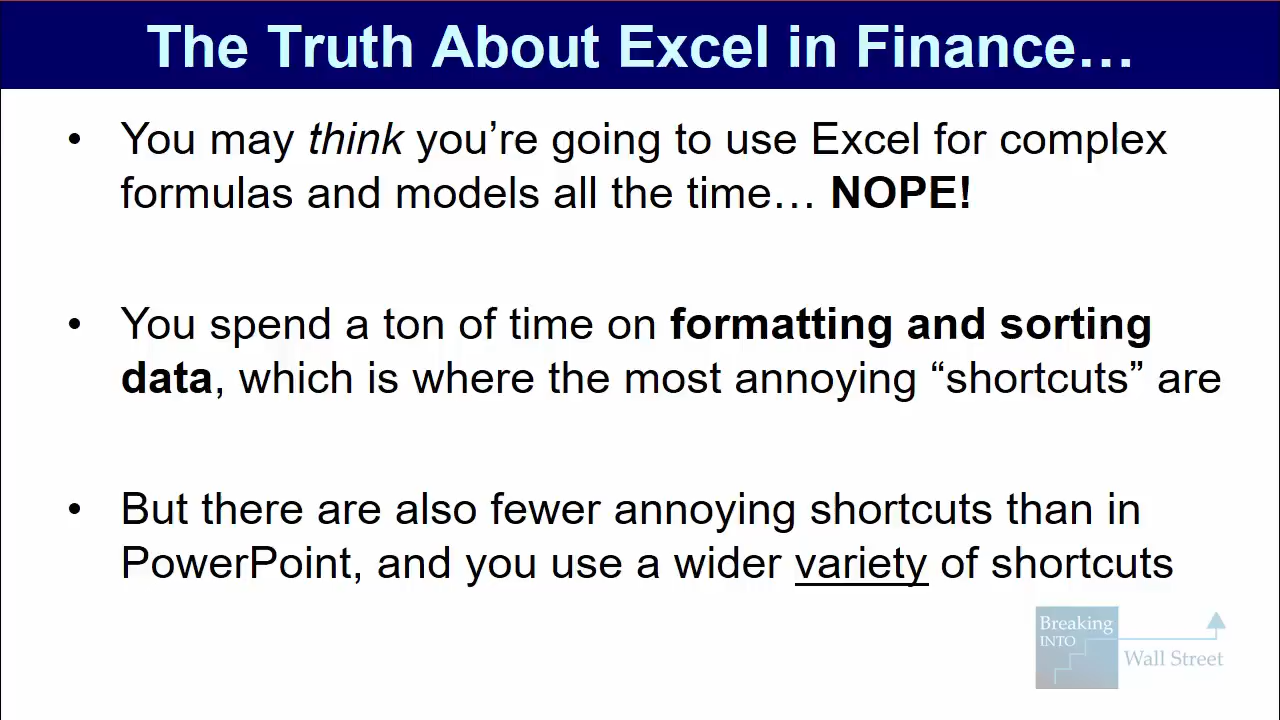 The Truth About Excel in Finance…
• You may think you’re going to use Excel for complex
formulas and models all the time… NOPE!
• You spend a ton of time on formatting and sorting
data, which is where the most annoying “shortcuts” are
• But there are also fewer annoying shortcuts than in
PowerPoint, and you use a wider variety of shortcuts
Breaking
INTO
Wall Street